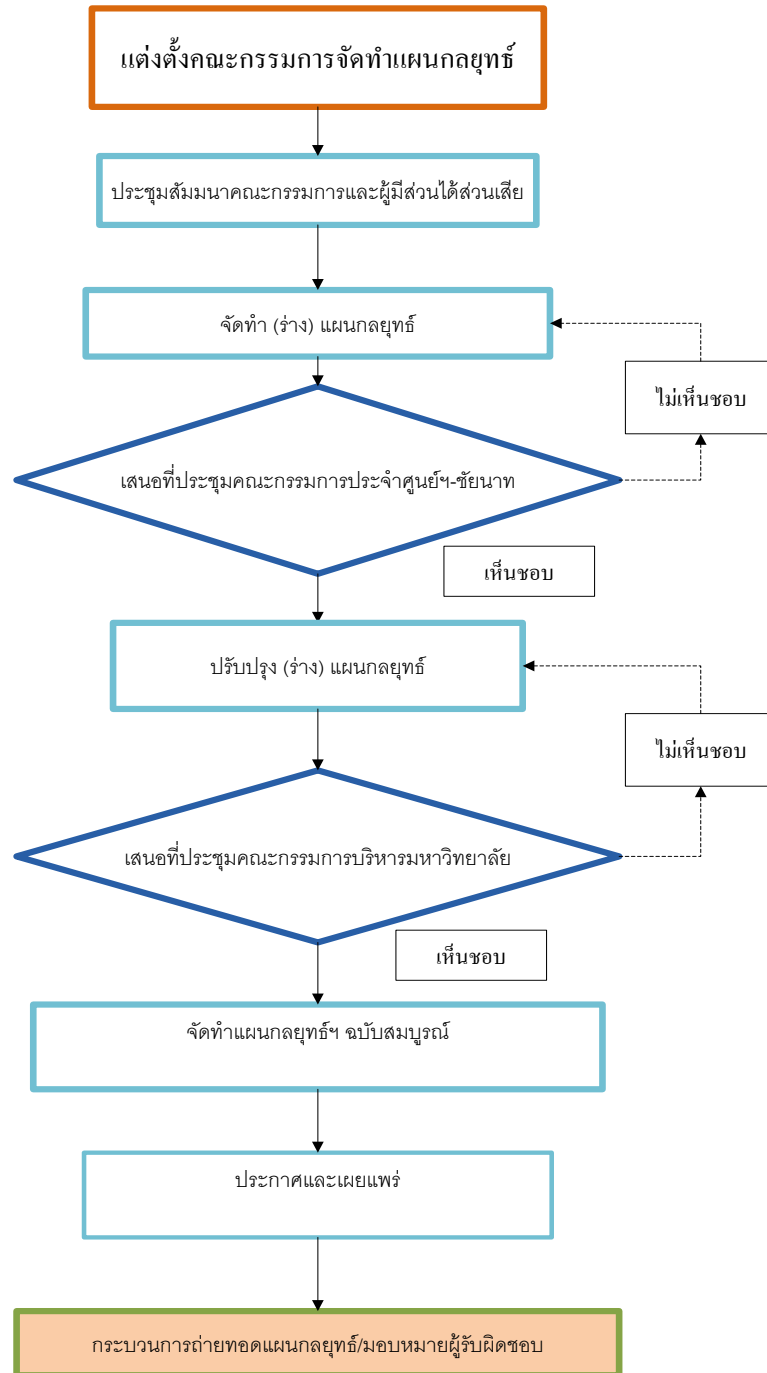 แต่งตั้งคณะกรรมการจัดทำแผนกลยุทธ์
ประชุมสัมมนาคณะกรรมการและผู้มีส่วนได้ส่วนเสีย
จัดทำ (ร่าง) แผนกลยุทธ์
ไม่เห็นชอบ
เสนอที่ประชุมคณะกรรมการประจำศูนย์ฯ-ชัยนาท
เห็นชอบ
ปรับปรุง (ร่าง) แผนกลยุทธ์
ไม่เห็นชอบ
เสนอที่ประชุมคณะกรรมการบริหารมหาวิทยาลัย
เห็นชอบ
จัดทำแผนกลยุทธ์ฯ ฉบับสมบูรณ์
ประกาศและเผยแพร่
กระบวนการถ่ายทอดแผนกลยุทธ์/มอบหมายผู้รับผิดชอบ